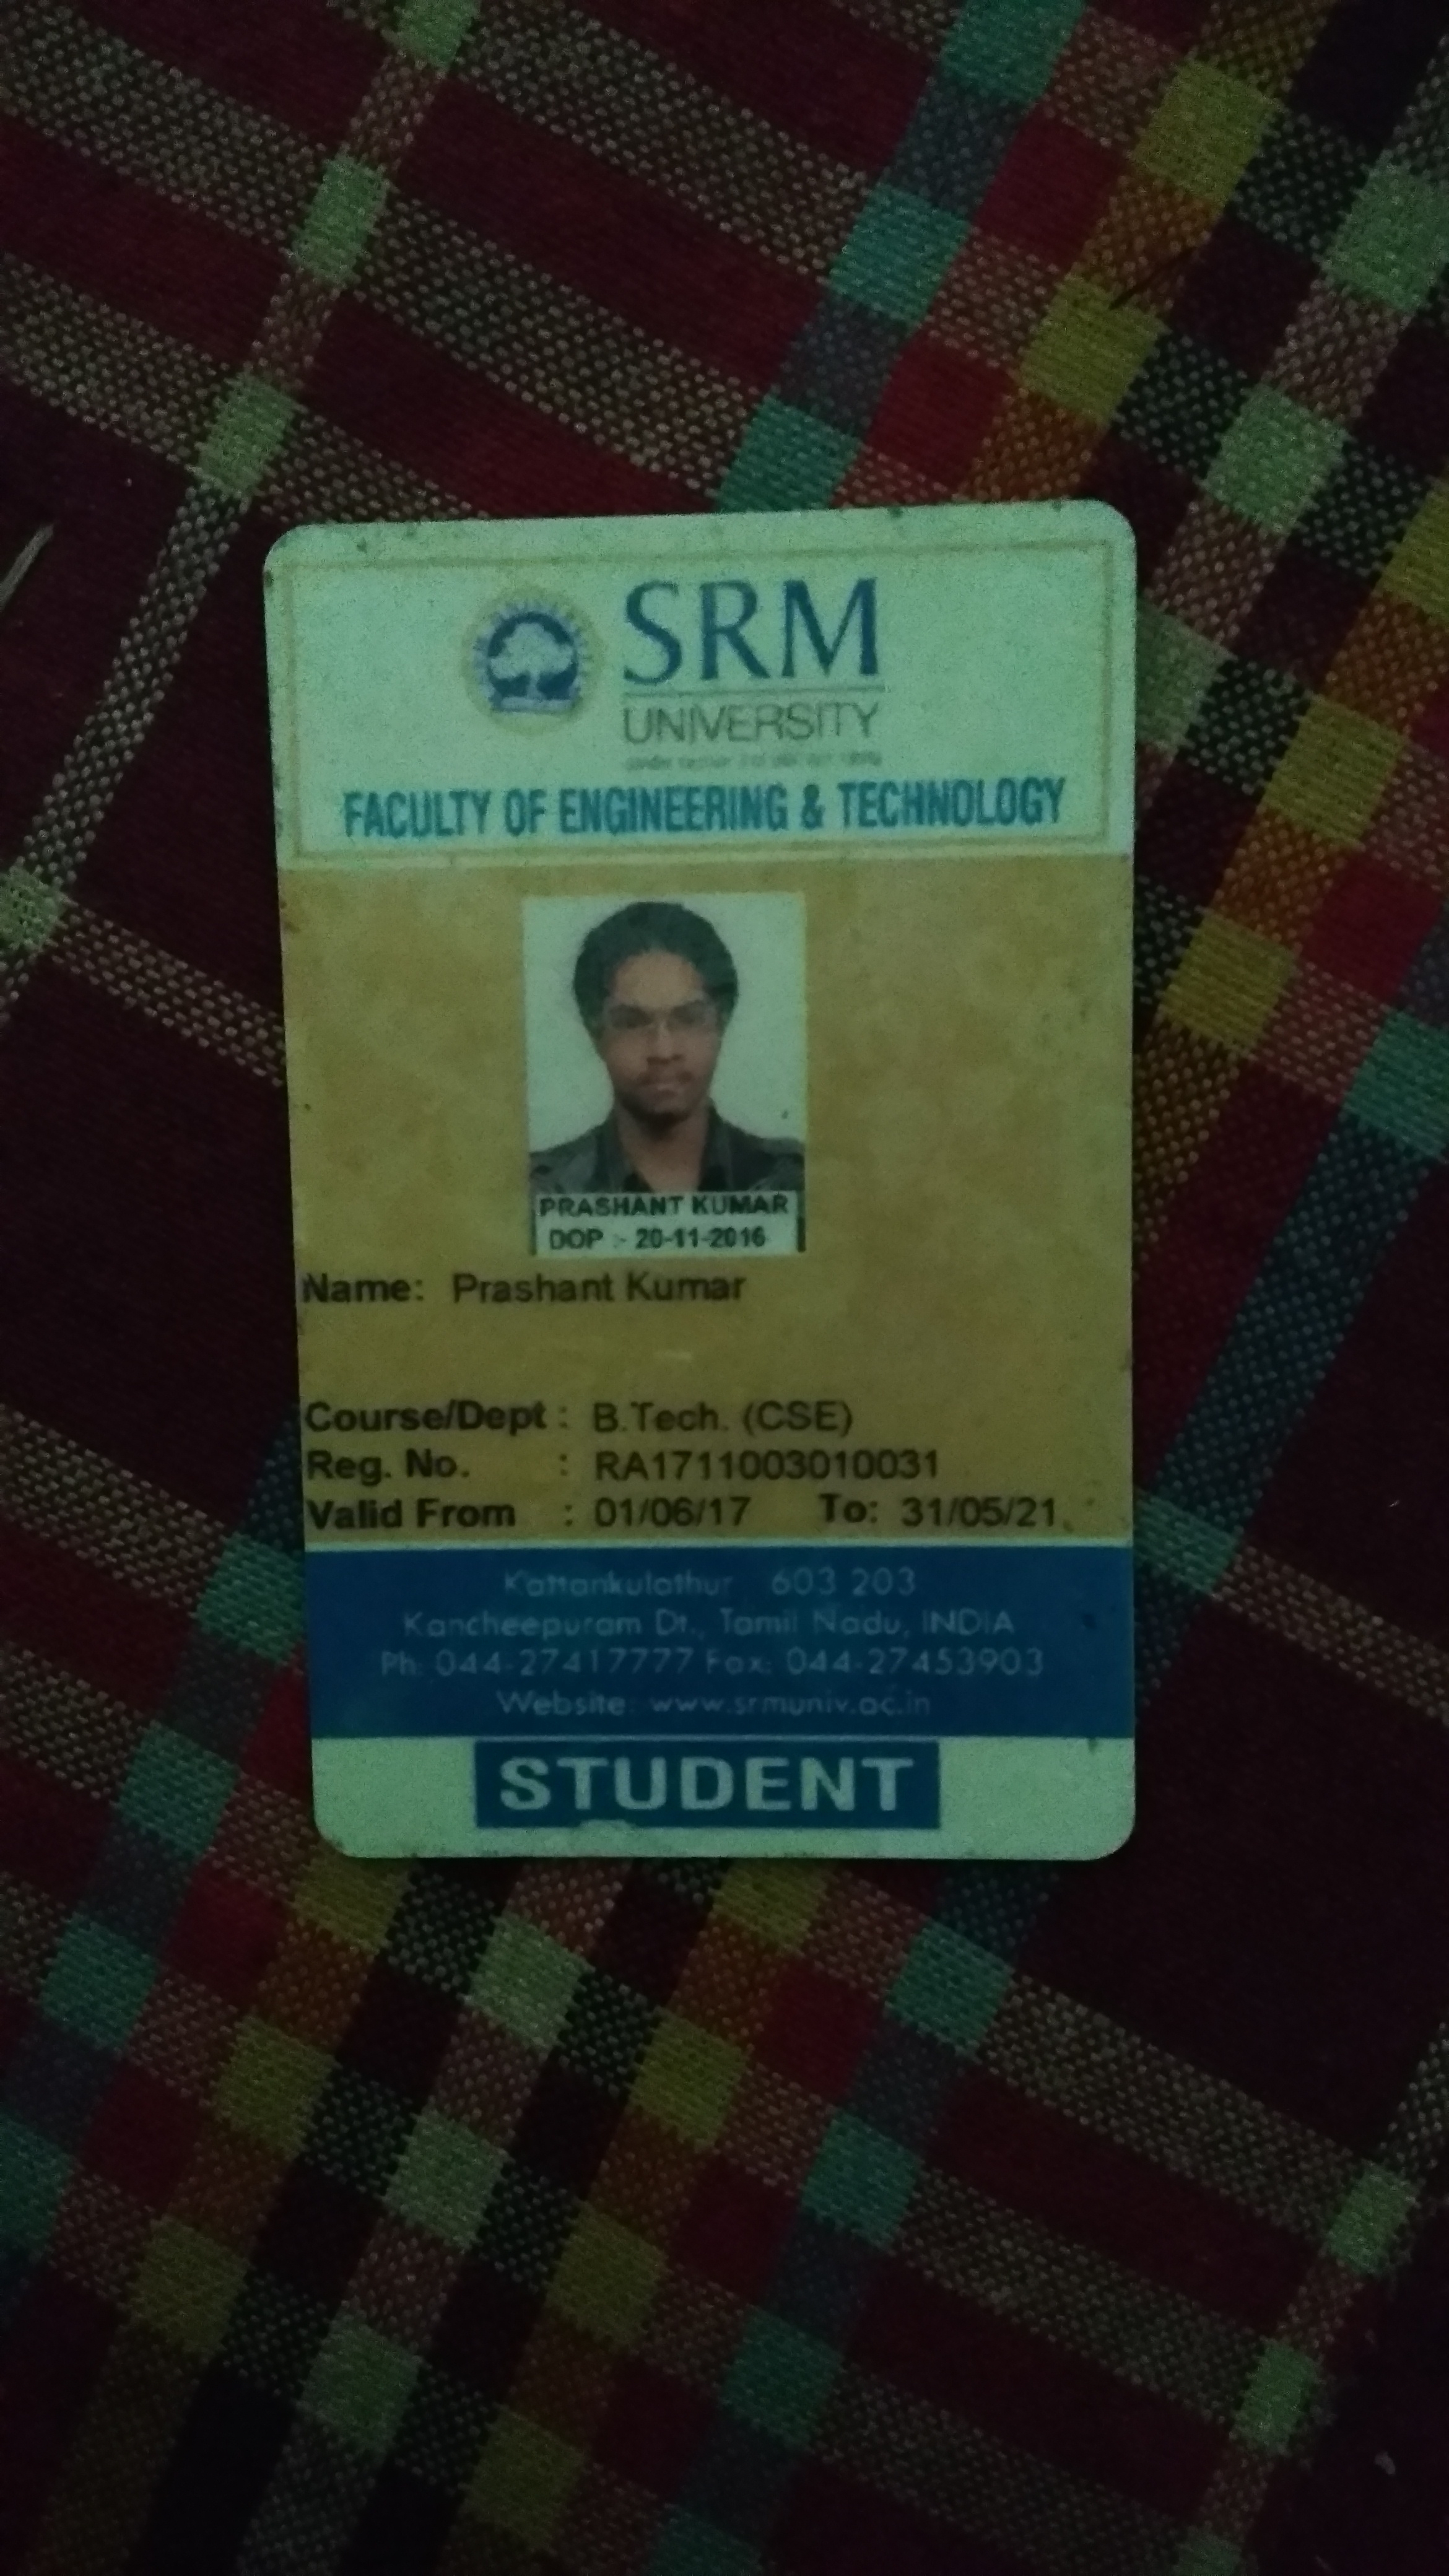 SRM
UNIVERSITY
FACULTY OF ENGINEERING & TECHNOLOGY
PRASHANT KUMAR
DOP :- 20-11-2016
Name: Prashant Kumar
Course/Dept : B.Tech. (CSE)
Reg. No. : RA1711003010031
Valid From : 01/06/17 To: 31/05/21
Kattankulathur 603 203
Kancheepuram Dt., Tamil Nadu, INDIA
Ph: 044-27417777 Fax: 044-27453903
Website: www.srmuniv.ac.in
STUDENT